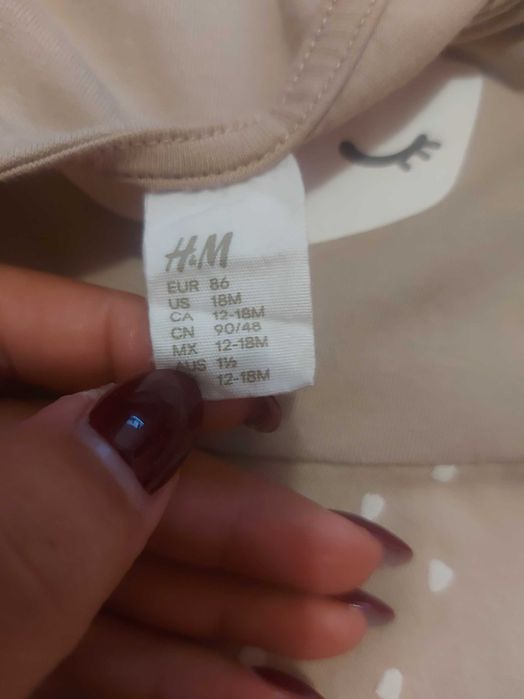 H&M
EUR 86
US 18M
CA 12-18M
CN 90/48
MX 12-18M
AUS 1½
12-18M